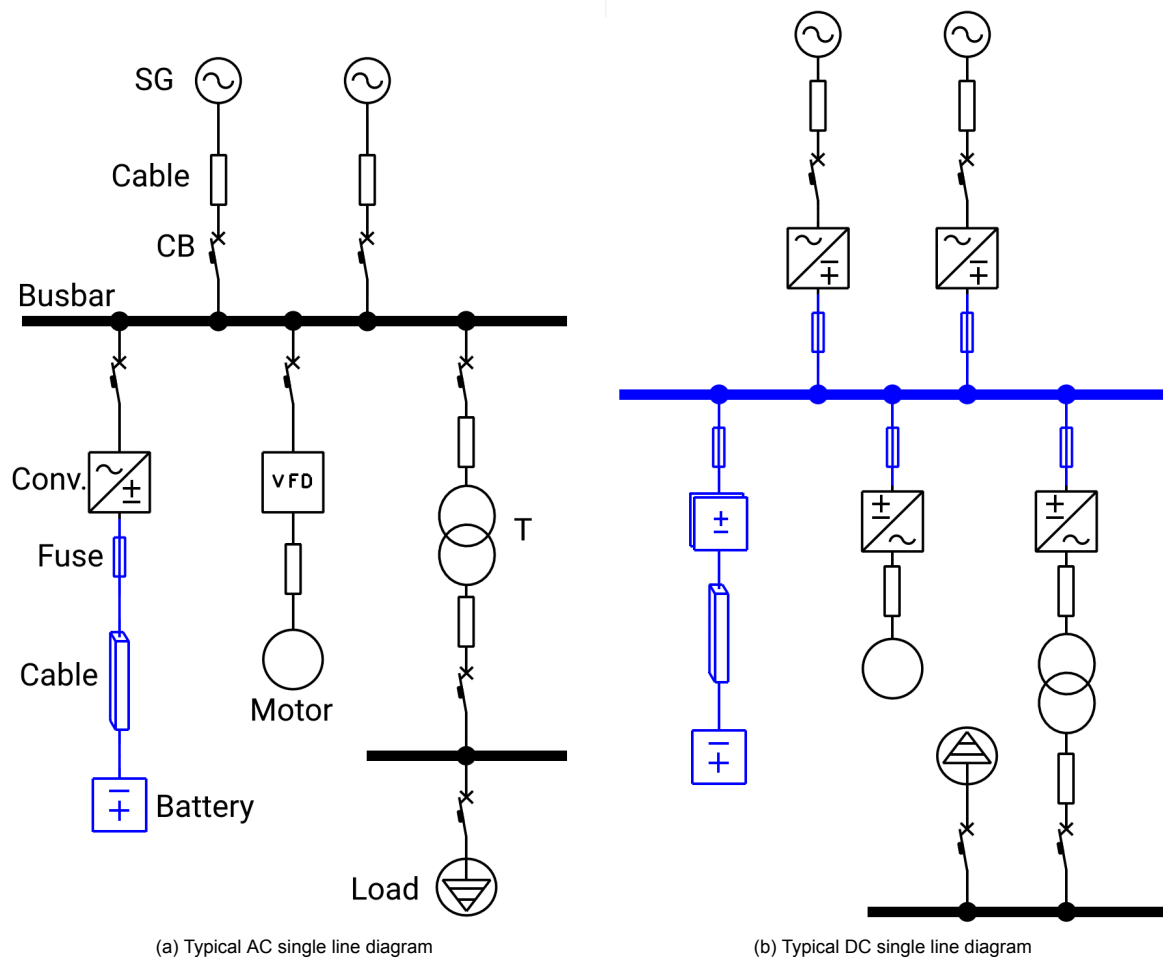 SG
Cable
CB
Busbar
Conv.
VFD
T
Fuse
Cable
Motor
Battery
Load
(a) Typical AC single line diagram
(b) Typical DC single line diagram